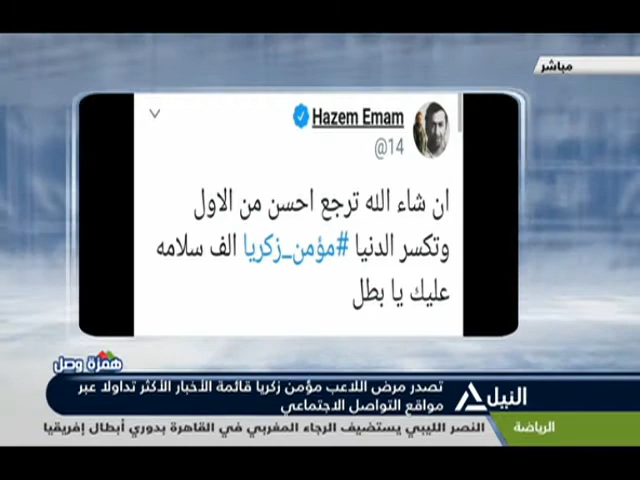 مباشر
Hazem Emam
@14
ان شاء الله ترجع احسن من الاول
وتكسر الدنيا #مؤمن_زكريا الف سلامه
عليك يا بطل
همزة وصل
النيل
تصدر مرض اللاعب مؤمن زكريا قائمة الأخبار الأكثر تداولا عبر
مواقع التواصل الاجتماعي
الرياضة
النصر الليبي يستضيف الرجاء المغربي في القاهرة بدوري أبطال إفريقيا